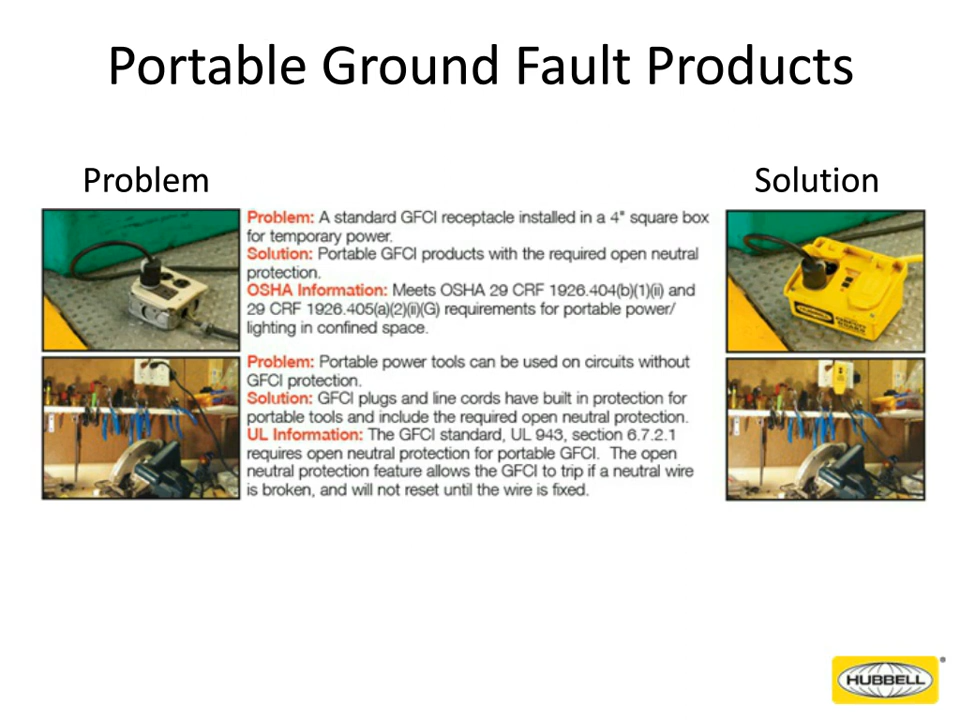 Portable Ground Fault Products
Problem
Solution
Problem: A standard GFCI receptacle installed in a 4" square box
for temporary power.
Solution: Portable GFCI products with the required open neutral
protection.
OSHA Information: Meets OSHA 29 CRF 1926.404(b)(1)(ii) and
29 CRF 1926.405(a)(2)(ii)(G) requirements for portable power/
lighting in confined space.
Problem: Portable power tools can be used on circuits without
GFCI protection.
Solution: GFCI plugs and line cords have built in protection for
portable tools and include the required open neutral protection.
UL Information: The GFCI standard, UL 943, section 6.7.2.1
requires open neutral protection for portable GFCI. The open
neutral protection feature allows the GFCI to trip if a neutral wire
is broken, and will not reset until the wire is fixed.
HUBBELL
HUBBELL